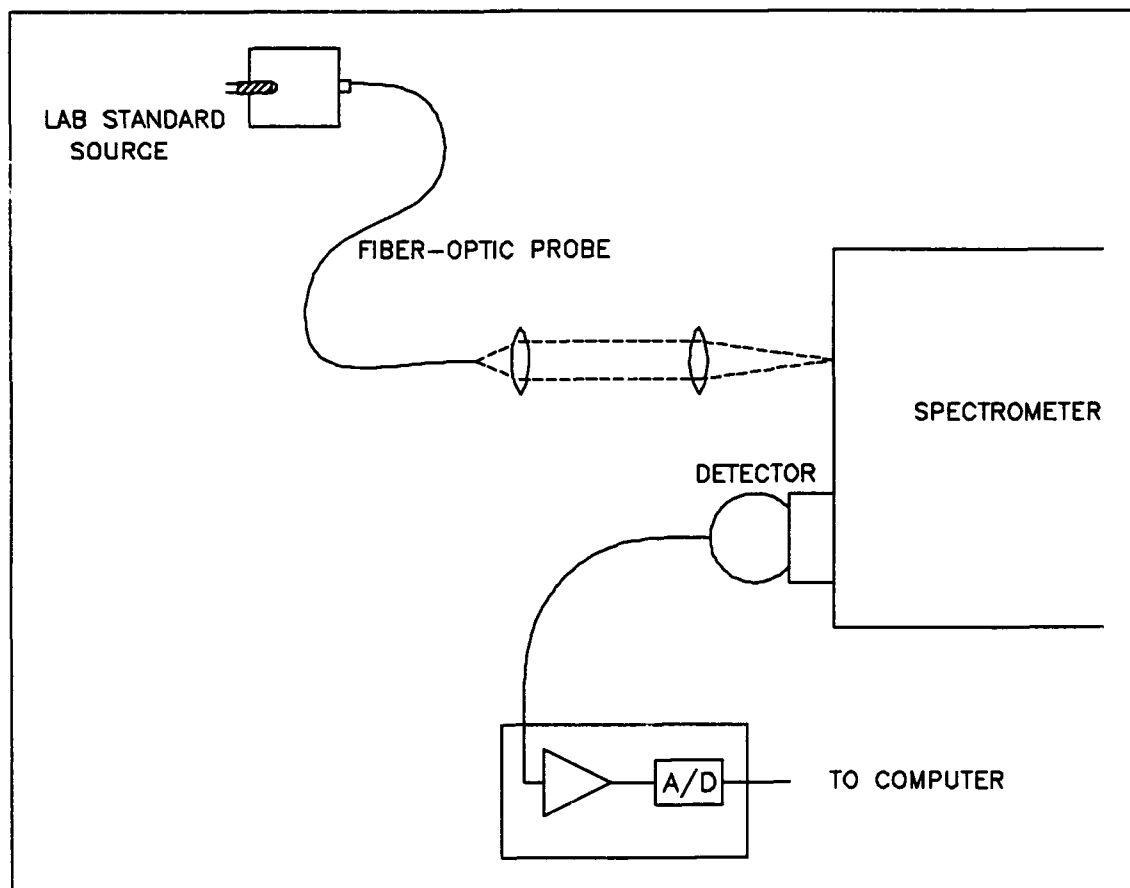 LAB STANDARD
SOURCE
FIBER-OPTIC PROBE
SPECTROMETER
DETECTOR
A/D
TO COMPUTER